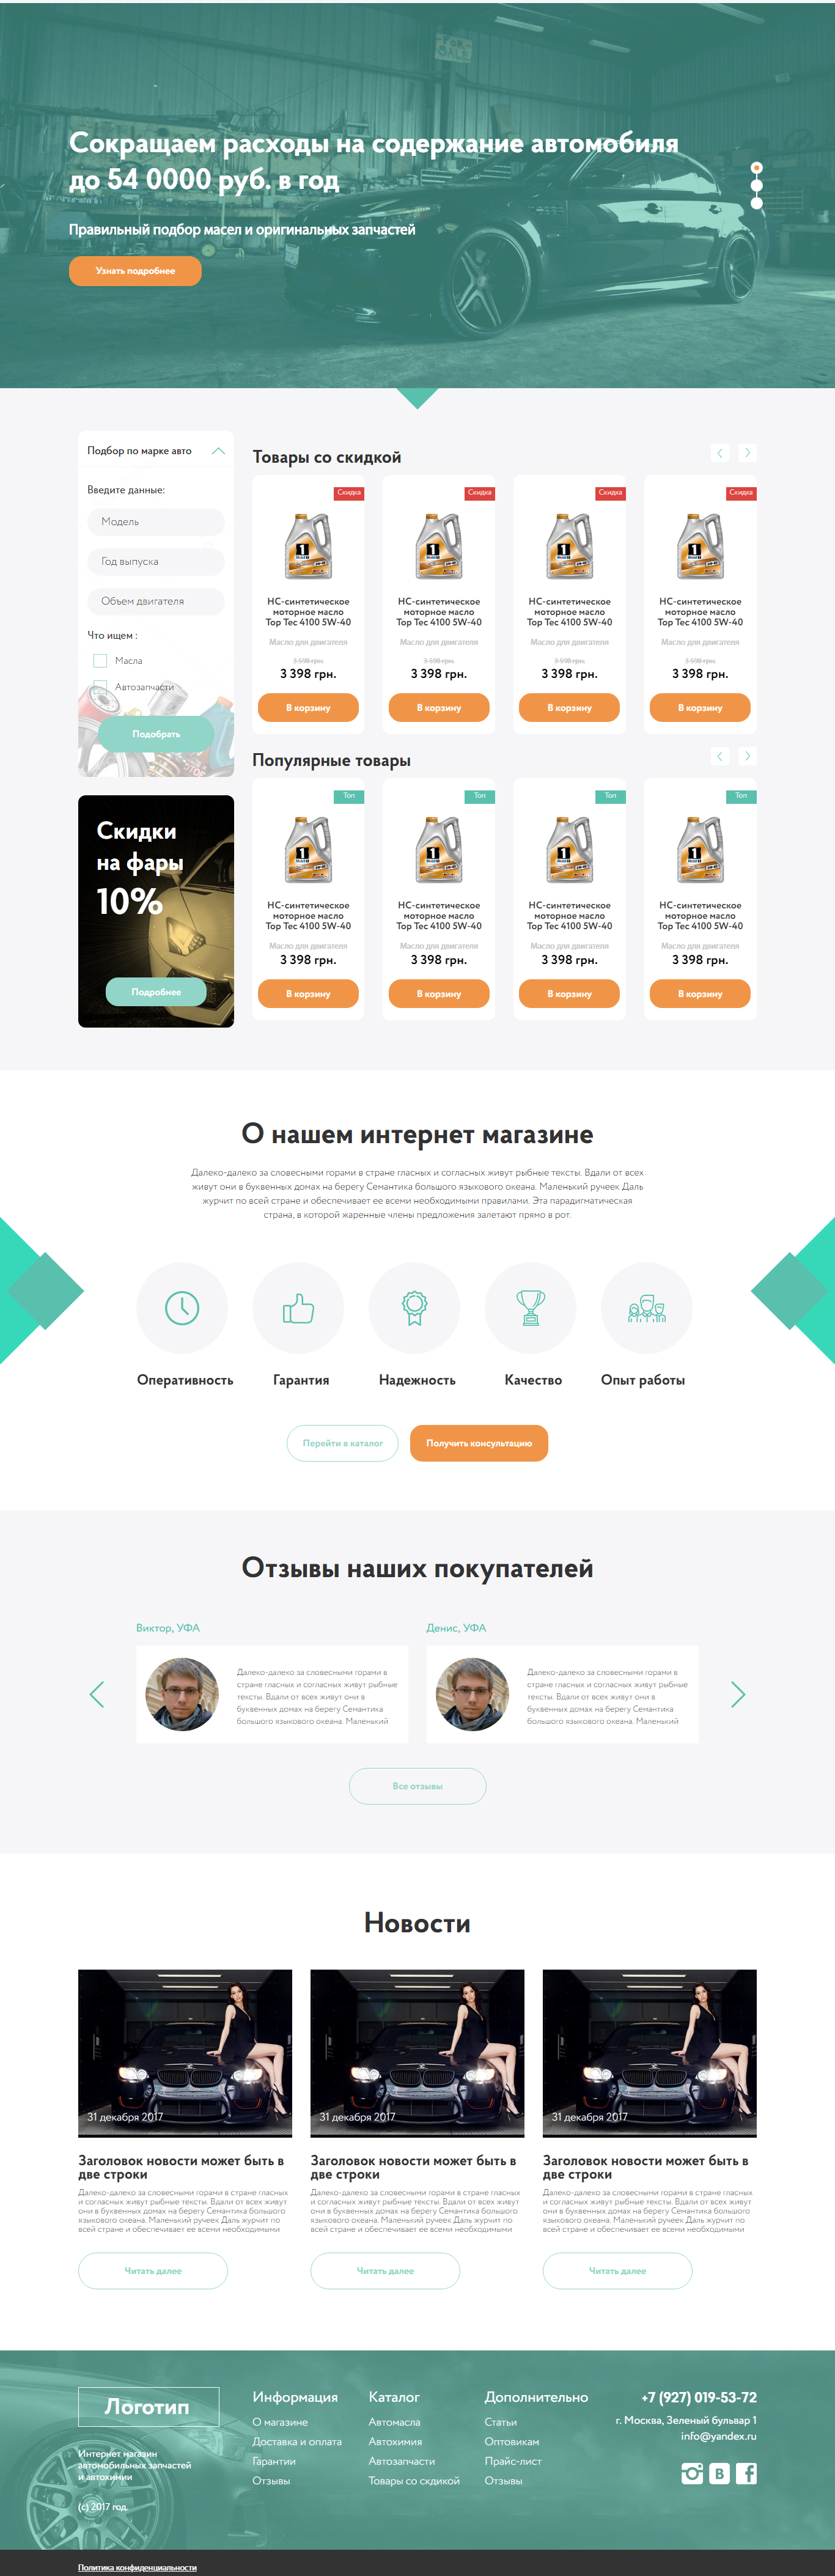 Сокращаем расходы на содержание автомобиля
до 54 0000 руб. в год
Правильный подбор масел и оригинальных запчастей
Узнать подробнее
Подбор по марке авто
Введите данные:
Модель
Год выпуска
Объем двигателя
Что ищем :
Масла
Автозапчасти
Подобрать
Скидки
на фары
10%
Подробнее
Товары со скидкой
Скидка
НС-синтетическое
моторное масло
Top Tec 4100 5W-40
Масло для двигателя
3 598 грн.
3 398 грн.
В корзину
Скидка
НС-синтетическое
моторное масло
Top Tec 4100 5W-40
Масло для двигателя
3 598 грн.
3 398 грн.
В корзину
Скидка
НС-синтетическое
моторное масло
Top Tec 4100 5W-40
Масло для двигателя
3 598 грн.
3 398 грн.
В корзину
Скидка
НС-синтетическое
моторное масло
Top Tec 4100 5W-40
Масло для двигателя
3 598 грн.
3 398 грн.
В корзину
Популярные товары
Топ
НС-синтетическое
моторное масло
Top Tec 4100 5W-40
Масло для двигателя
3 398 грн.
В корзину
Топ
НС-синтетическое
моторное масло
Top Tec 4100 5W-40
Масло для двигателя
3 398 грн.
В корзину
Топ
НС-синтетическое
моторное масло
Top Tec 4100 5W-40
Масло для двигателя
3 398 грн.
В корзину
Топ
НС-синтетическое
моторное масло
Top Tec 4100 5W-40
Масло для двигателя
3 398 грн.
В корзину
О нашем интернет магазине
Далеко-далеко за словесными горами в стране гласных и согласных живут рыбные тексты. Вдали от всех
живут они в буквенных домах на берегу Семантика большого языкового океана. Маленький ручеек Даль
журчит по всей стране и обеспечивает ее всеми необходимыми правилами. Эта парадигматическая
страна, в которой жаренные члены предложения залетают прямо в рот.
Оперативность
Гарантия
Надежность
Качество
Опыт работы
Перейти в каталог
Получить консультацию
Отзывы наших покупателей
Виктор, УФА
Далеко-далеко за словесными горами в
стране гласных и согласных живут рыбные
тексты. Вдали от всех живут они в
буквенных домах на берегу Семантика
большого языкового океана. Маленький
Денис, УФА
Далеко-далеко за словесными горами в
стране гласных и согласных живут рыбные
тексты. Вдали от всех живут они в
буквенных домах на берегу Семантика
большого языкового океана. Маленький
Все отзывы
Новости
31 декабря 2017
Заголовок новости может быть в
две строки
Далеко-далеко за словесными горами в стране гласных
и согласных живут рыбные тексты. Вдали от всех живут
они в буквенных домах на берегу Семантика большого
языкового океана. Маленький ручеек Даль журчит по
всей стране и обеспечивает ее всеми необходимыми
Читать далее
31 декабря 2017
Заголовок новости может быть в
две строки
Далеко-далеко за словесными горами в стране гласных
и согласных живут рыбные тексты. Вдали от всех живут
они в буквенных домах на берегу Семантика большого
языкового океана. Маленький ручеек Даль журчит по
всей стране и обеспечивает ее всеми необходимыми
Читать далее
31 декабря 2017
Заголовок новости может быть в
две строки
Далеко-далеко за словесными горами в стране гласных
и согласных живут рыбные тексты. Вдали от всех живут
они в буквенных домах на берегу Семантика большого
языкового океана. Маленький ручеек Даль журчит по
всей стране и обеспечивает ее всеми необходимыми
Читать далее
Логотип
Интернет магазин
автомобильных запчастей
и автохимии
(с) 2017 год.
Информация
О магазине
Доставка и оплата
Гарантии
Отзывы
Каталог
Автомасла
Автохимия
Автозапчасти
Товары со скдикой
Дополнительно
Статьи
Оптовикам
Прайс-лист
Отзывы
+7 (927) 019-53-72
г. Москва, Зеленый бульвар 1
info@yandex.ru
Политика конфиденциальности